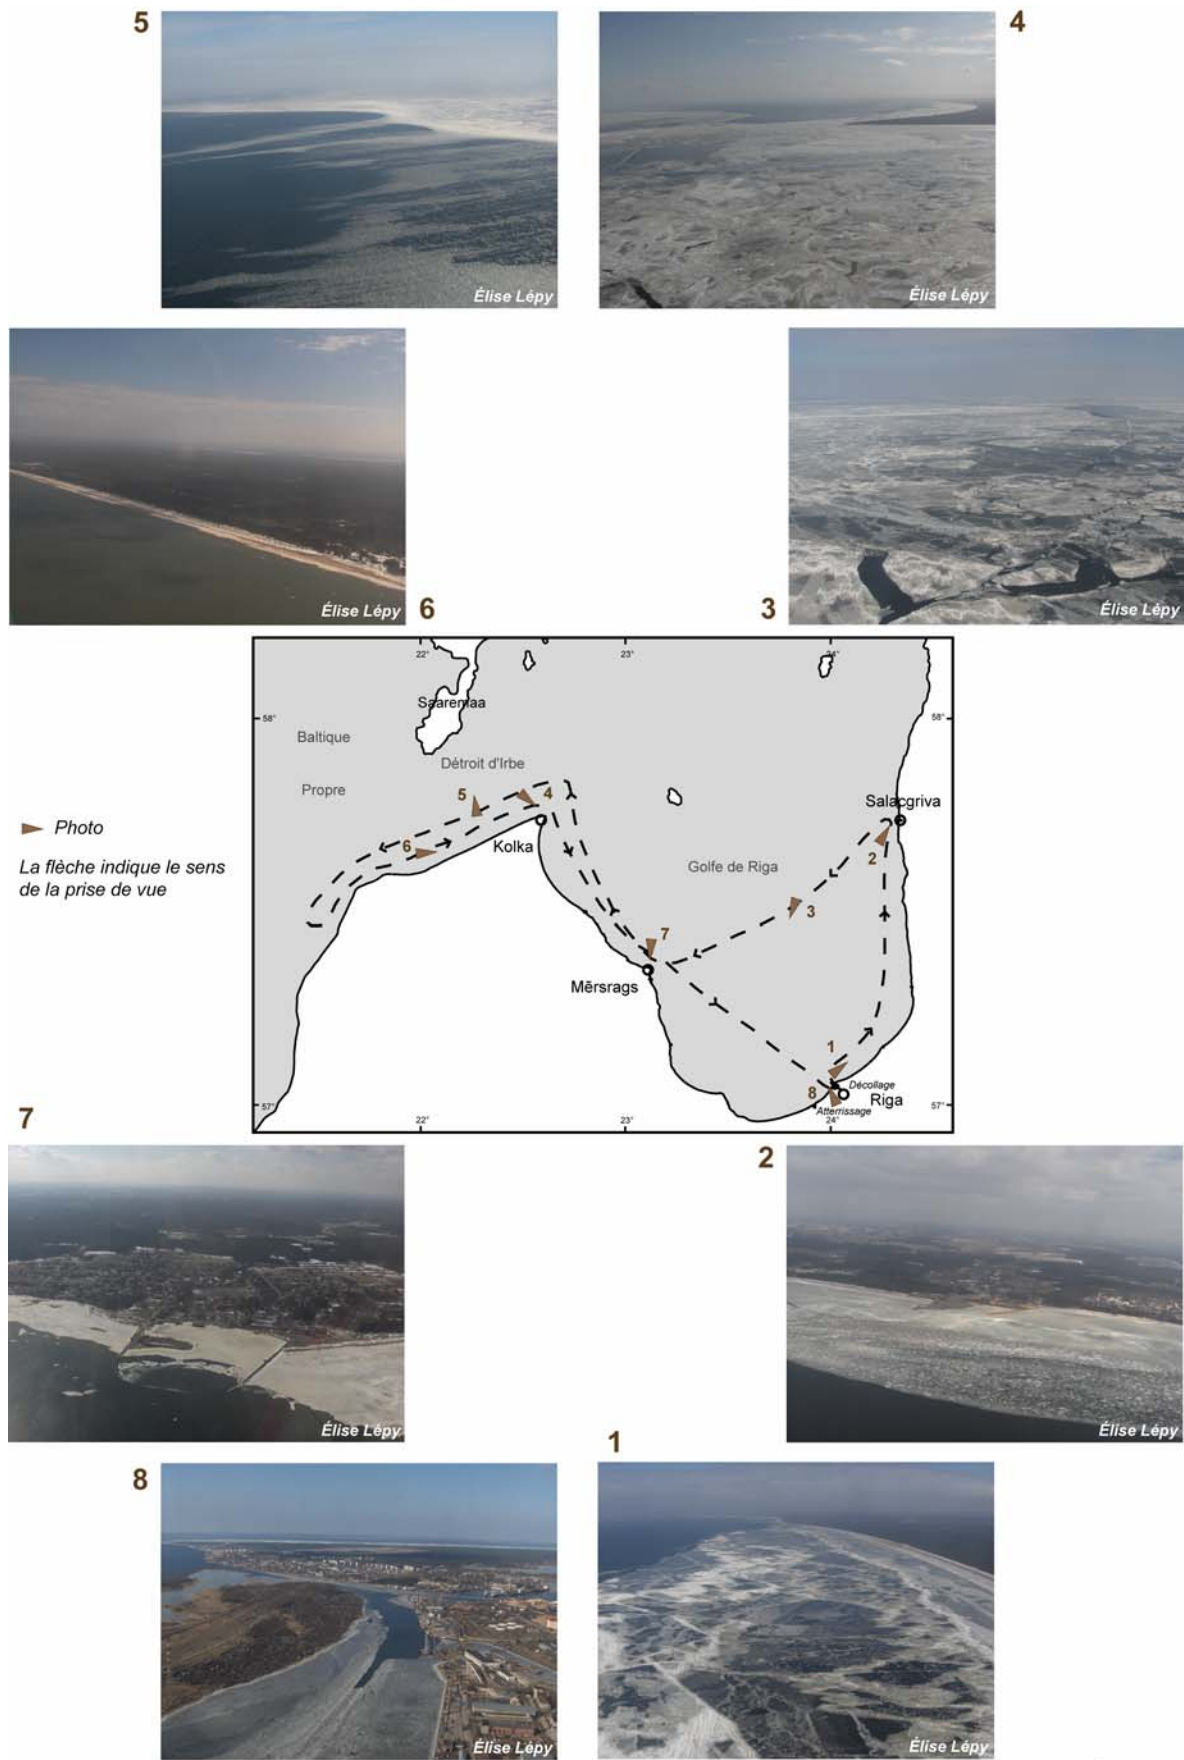 5
4
Élise Lépy
Élise Lépy
Élise Lépy
6
3
Élise Lépy
22°
23°
24°
58°
58°
Saaremaa
Baltique
Détroit d'Irbe
Propre
5
4
Salacgriva
Photo
6
Kolka
2
La flèche indique le sens
de la prise de vue
Golfe de Riga
3
7
Mērsrags
1
Décollage
8
Riga
Atterrissage
57°
57°
22°
23°
24°
7
2
Élise Lépy
Élise Lépy
1
8
Élise Lépy
Élise Lépy